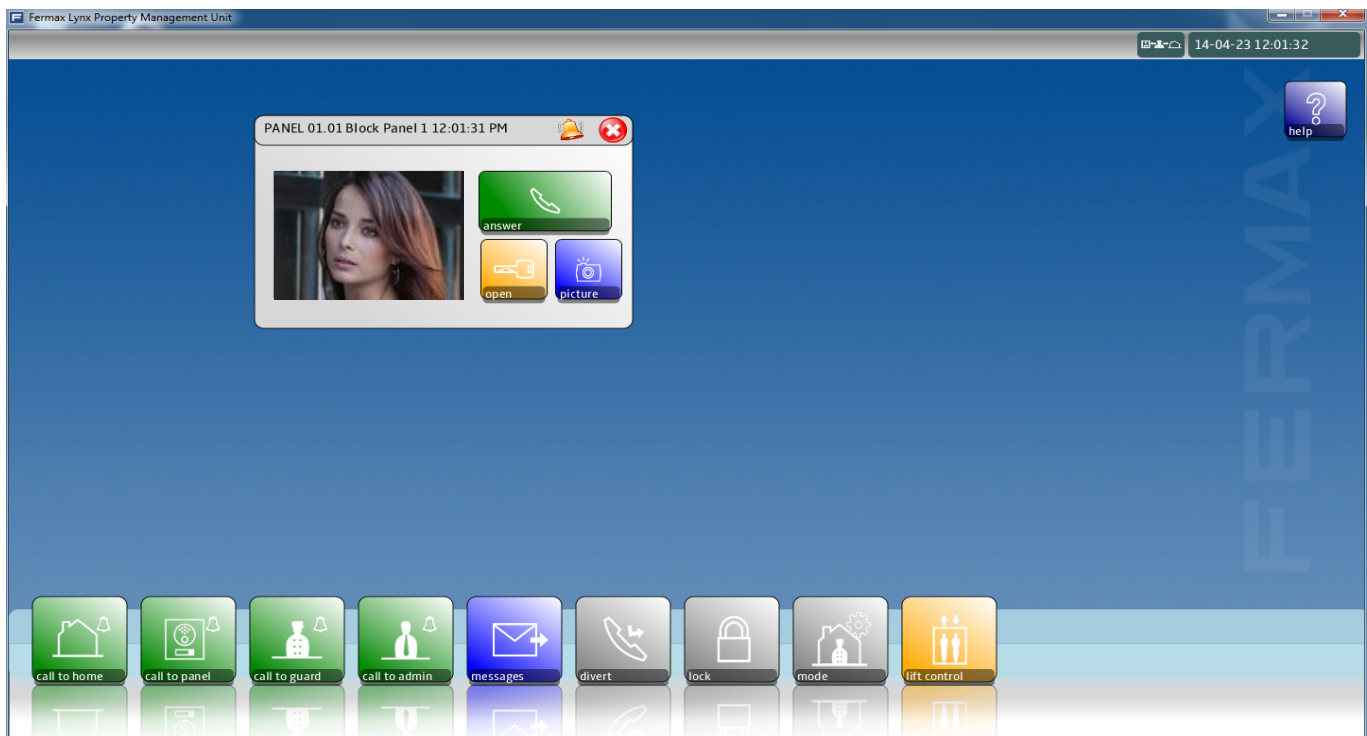 Fermax Lynx Property Management Unit
14-04-23 12:01:32
help
PANEL 01.01 Block Panel 1 12:01:31 PM
answer
open
picture
FERMAX
call to home
call to panel
call to guard
call to admin
messages
divert
lock
mode
lift control